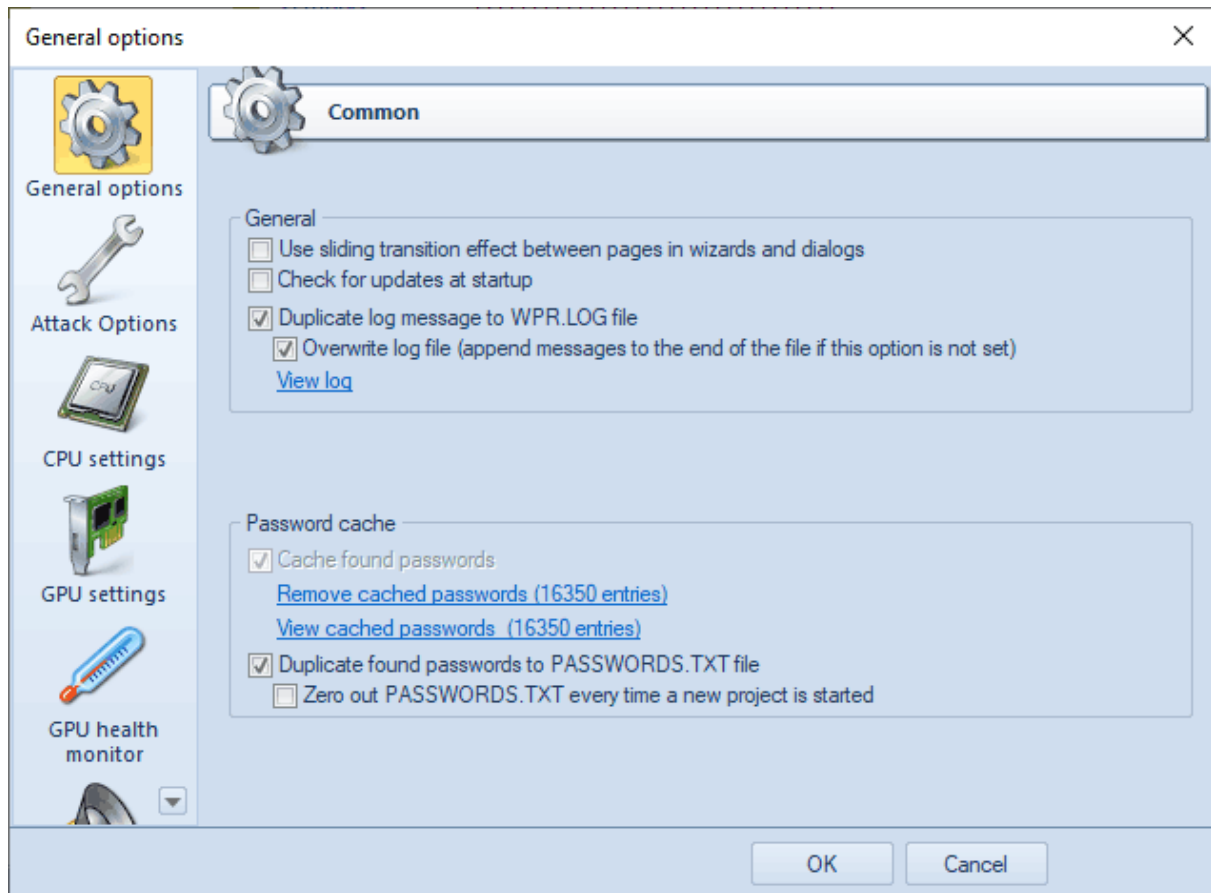 General options
General options
Attack Options
CPU
CPU settings
GPU settings
GPU health
monitor
Common
General
Use sliding transition effect between pages in wizards and dialogs
Check for updates at startup
Duplicate log message to WPR.LOG file
Overwrite log file (append messages to the end of the file if this option is not set)
View log
Password cache
Cache found passwords
Remove cached passwords (16350 entries)
View cached passwords  (16350 entries)
Duplicate found passwords to PASSWORDS.TXT file
Zero out PASSWORDS.TXT every time a new project is started
OK
Cancel